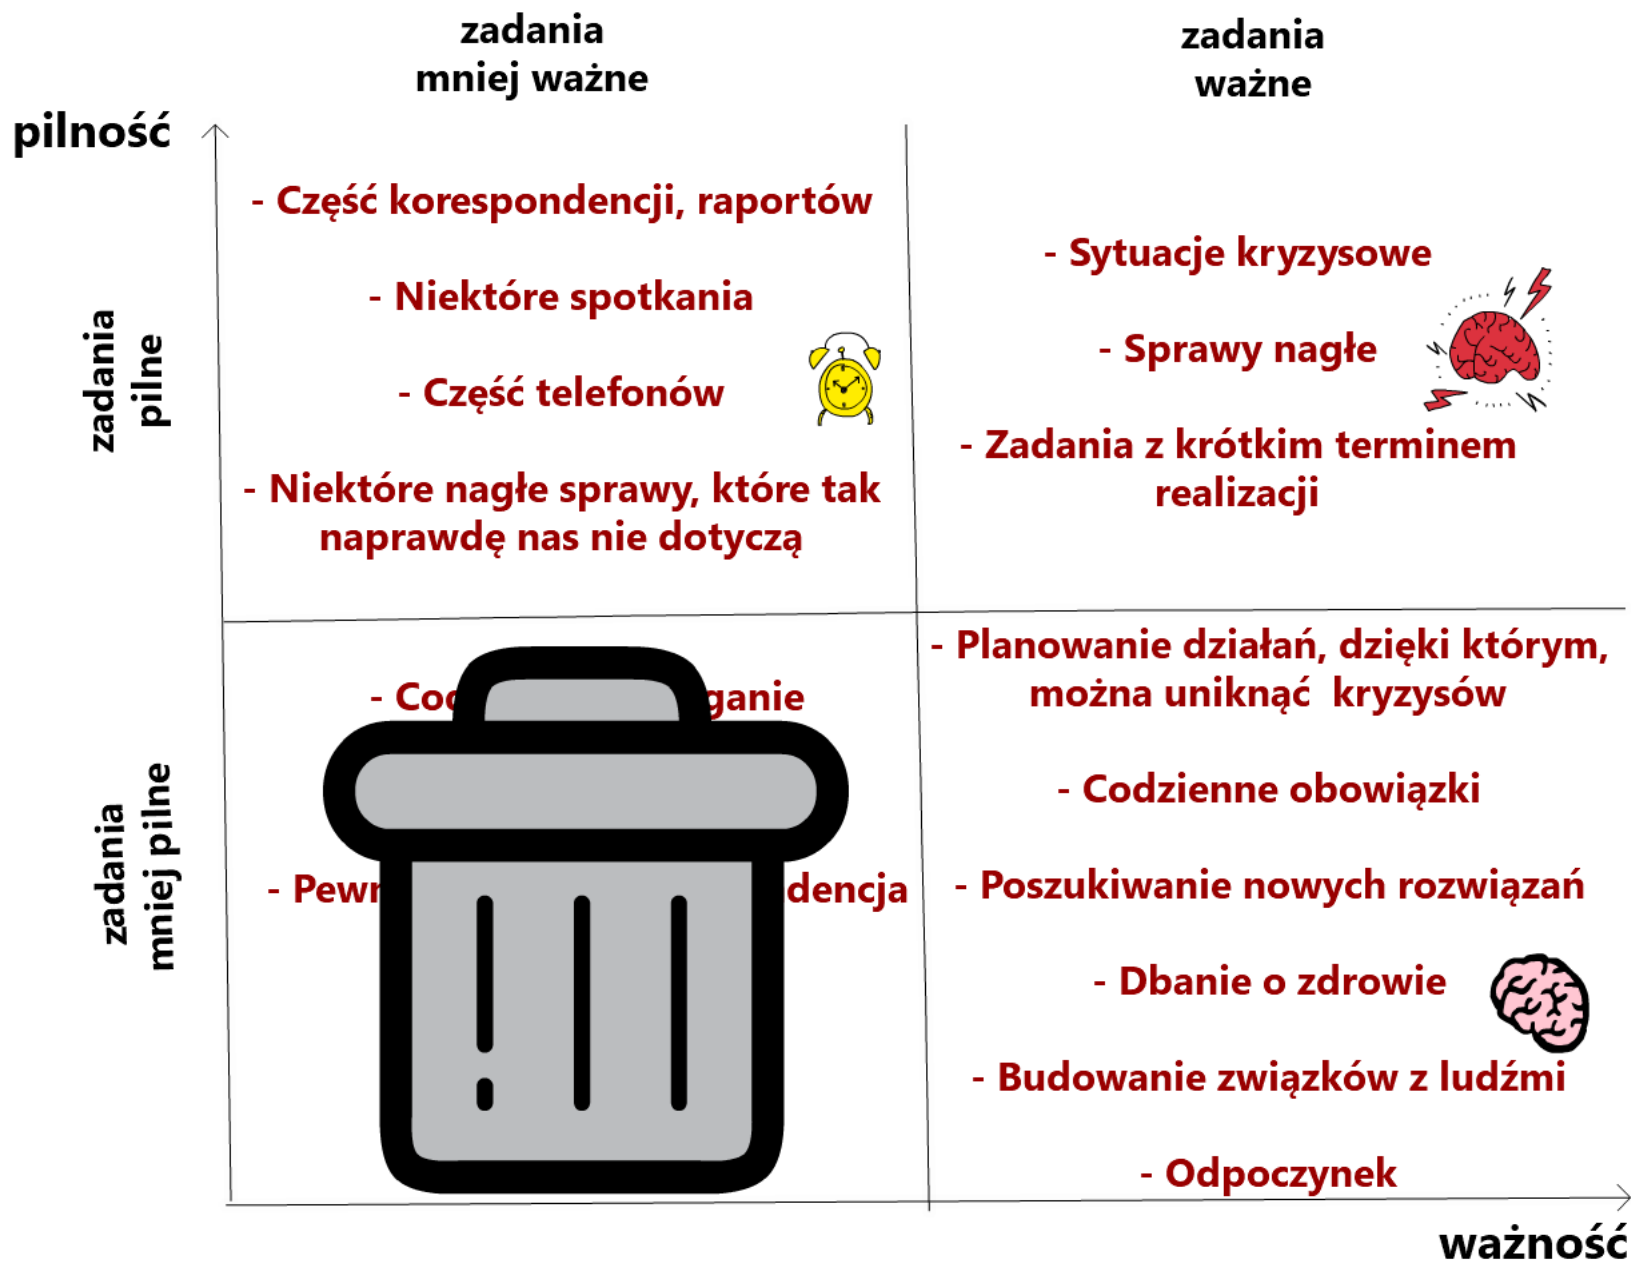 zadania
mniej ważne
zadania
ważne
pilność
zadania
pilne
- Część korespondencji, raportów
- Niektóre spotkania
- Część telefonów
- Niektóre nagłe sprawy, które tak
naprawdę nas nie dotyczą
- Sytuacje kryzysowe
- Sprawy nagłe
- Zadania z krótkim terminem
realizacji
zadania
mniej pilne
- Planowanie działań, dzięki którym,
można uniknąć kryzysów
- Codzienne obowiązki
- Poszukiwanie nowych rozwiązań
- Dbanie o zdrowie
- Budowanie związków z ludźmi
- Odpoczynek
ważność